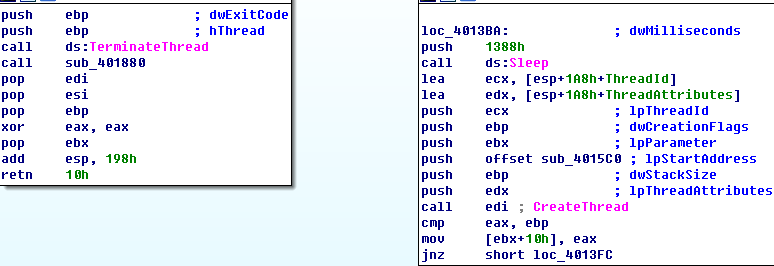 push    ebp             ; dwExitCode
push    ebp             ; hThread
call    ds:TerminateThread
call    sub_401880
pop     edi
pop     esi
pop     ebp
xor     eax, eax
pop     ebx
add     esp, 198h
retn    10h
loc_4013BA:             ; dwMilliseconds
push    1388h
call    ds:Sleep
lea     ecx, [esp+1A8h+ThreadId]
lea     edx, [esp+1A8h+ThreadAttributes]
push    ecx             ; lpThreadId
push    ebp             ; dwCreationFlags
push    ebx             ; lpParameter
push    offset sub_4015C0 ; lpStartAddress
push    ebp             ; dwStackSize
push    edx             ; lpThreadAttributes
call    edi ; CreateThread
cmp     eax, ebp
mov     [ebx+10h], eax
jnz     short loc_4013FC